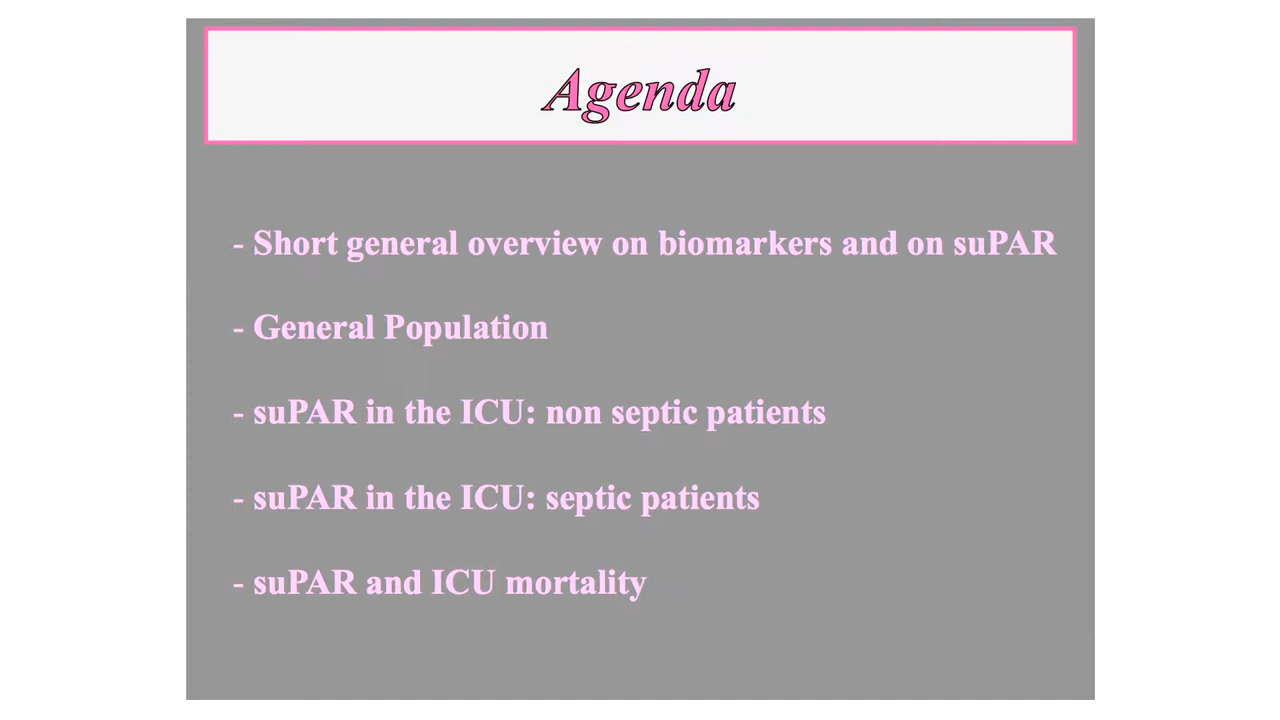 Agenda
- Short general overview on biomarkers and on suPAR
- General Population
- suPAR in the ICU: non septic patients
- suPAR in the ICU: septic patients
- suPAR and ICU mortality